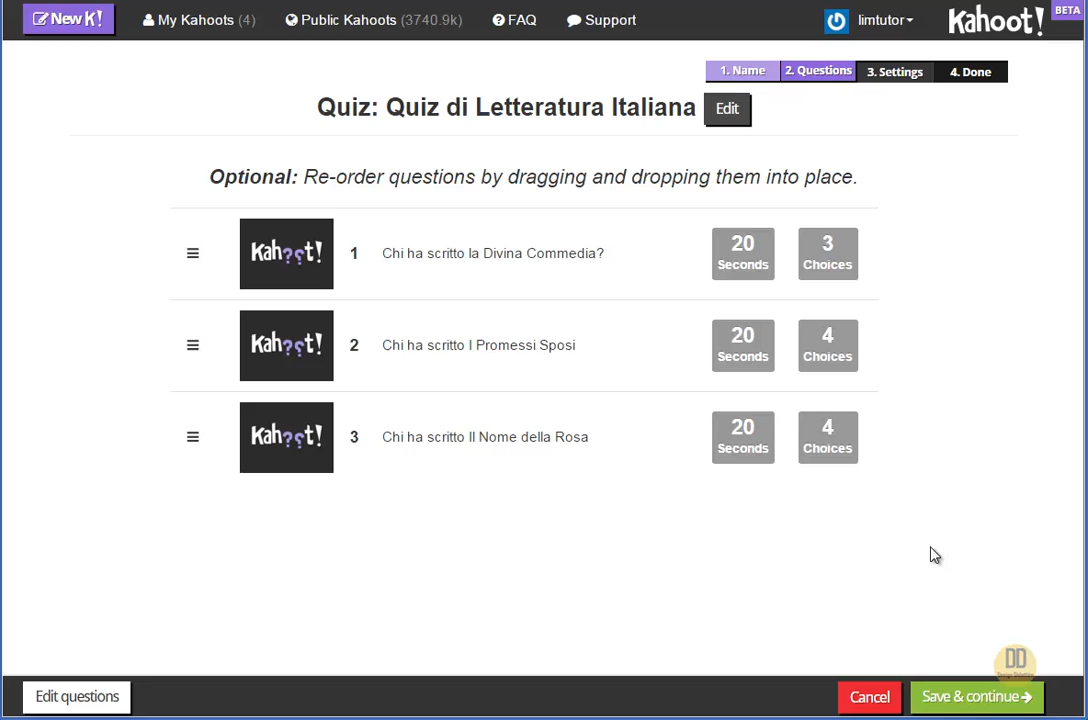 New K!
My Kahoots (4)
Public Kahoots (3740.9k)
FAQ
Support
limtutor
Kahoot!
BETA
1. Name
2. Questions
3. Settings
4. Done
Quiz: Quiz di Letteratura Italiana
Edit
Optional: Re-order questions by dragging and dropping them into place.
Kah??t!
1
Chi ha scritto la Divina Commedia?
20
Seconds
3
Choices
Kah??t!
2
Chi ha scritto I Promessi Sposi
20
Seconds
4
Choices
Kah??t!
3
Chi ha scritto Il Nome della Rosa
20
Seconds
4
Choices
DD
Edit questions
Cancel
Save & continue